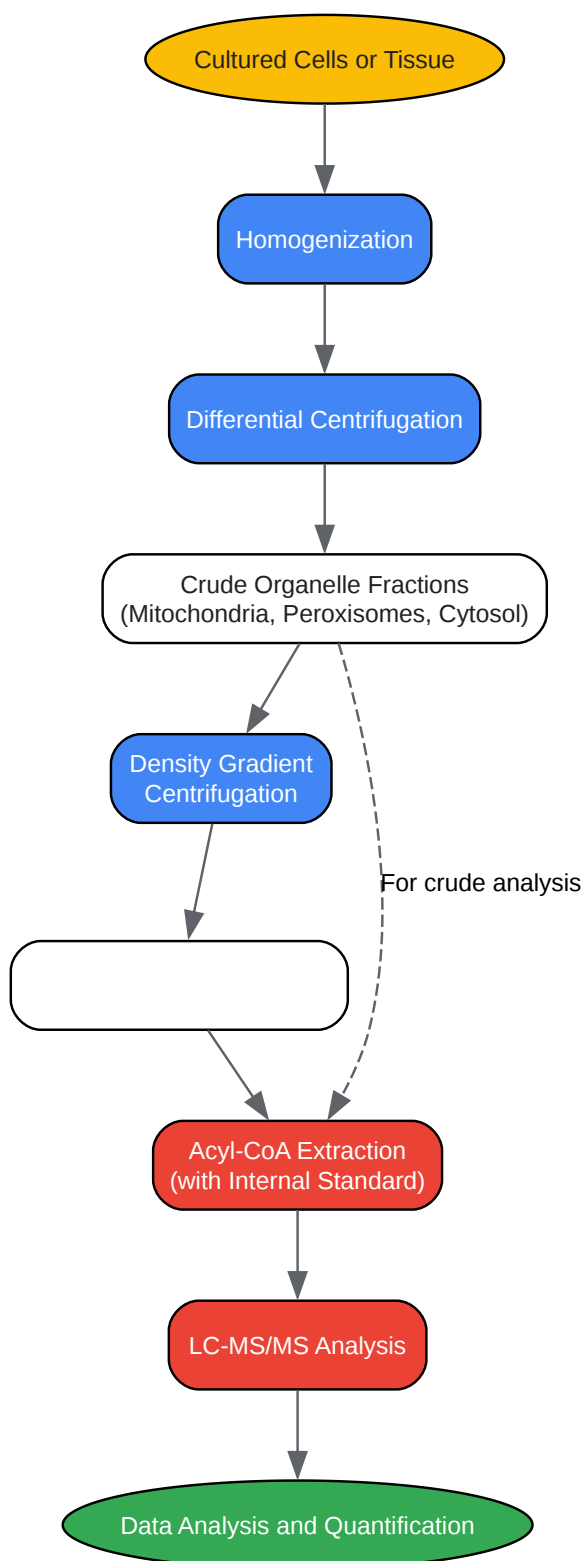 Cultured Cells or Tissue
Homogenization
Differential Centrifugation
Crude Organelle Fractions
(Mitochondria, Peroxisomes, Cytosol)
Density Gradient
Centrifugation
For crude analysis
Acyl-CoA Extraction
(with Internal Standard)
LC-MS/MS Analysis
Data Analysis and Quantification